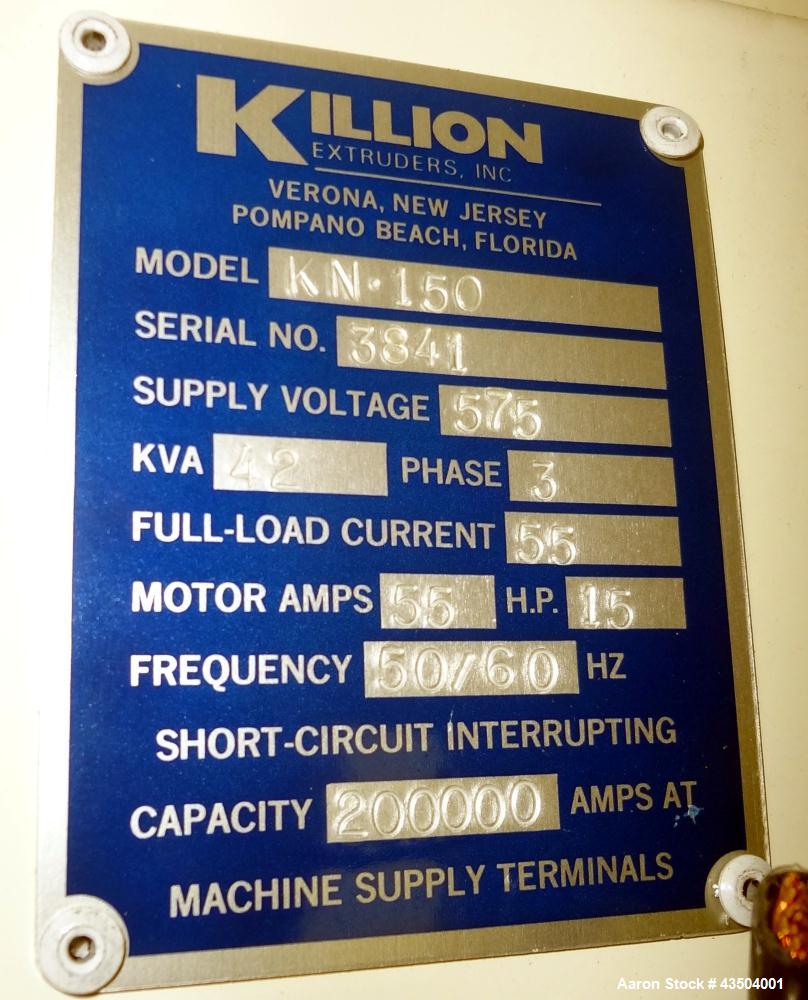 KILLION
EXTRUDERS, INC
VERONA, NEW JERSEY
POMPANO BEACH, FLORIDA
MODEL KN·150
SERIAL NO. 3841
SUPPLY VOLTAGE 575
KVA 42 PHASE 3
FULL-LOAD CURRENT 55
MOTOR AMPS 55 H.P. 15
FREQUENCY 50/60 HZ
SHORT-CIRCUIT INTERRUPTING
CAPACITY 200000 AMPS AT
MACHINE SUPPLY TERMINALS
Aaron Stock # 43504001